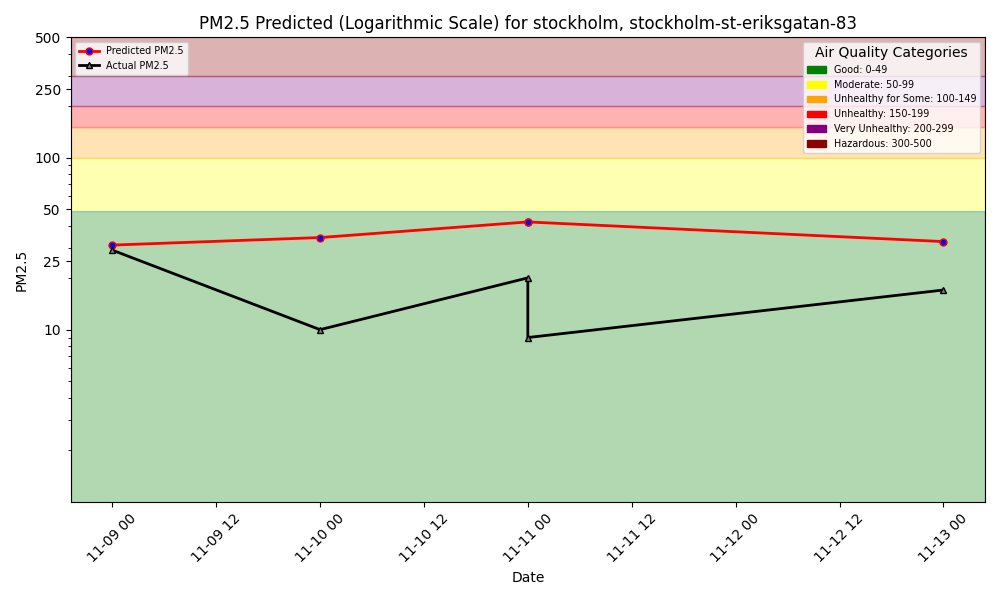 PM2.5 Predicted (Logarithmic Scale) for stockholm, stockholm-st-eriksgatan-83
Predicted PM2.5
Actual PM2.5
Air Quality Categories
Good: 0-49
Moderate: 50-99
Unhealthy for Some: 100-149
Unhealthy: 150-199
Very Unhealthy: 200-299
Hazardous: 300-500
500
250
100
50
25
10
PM2.5
11-09 00
11-09 12
11-10 00
11-10 12
11-11 00
11-11 12
11-12 00
11-12 12
11-13 00
Date